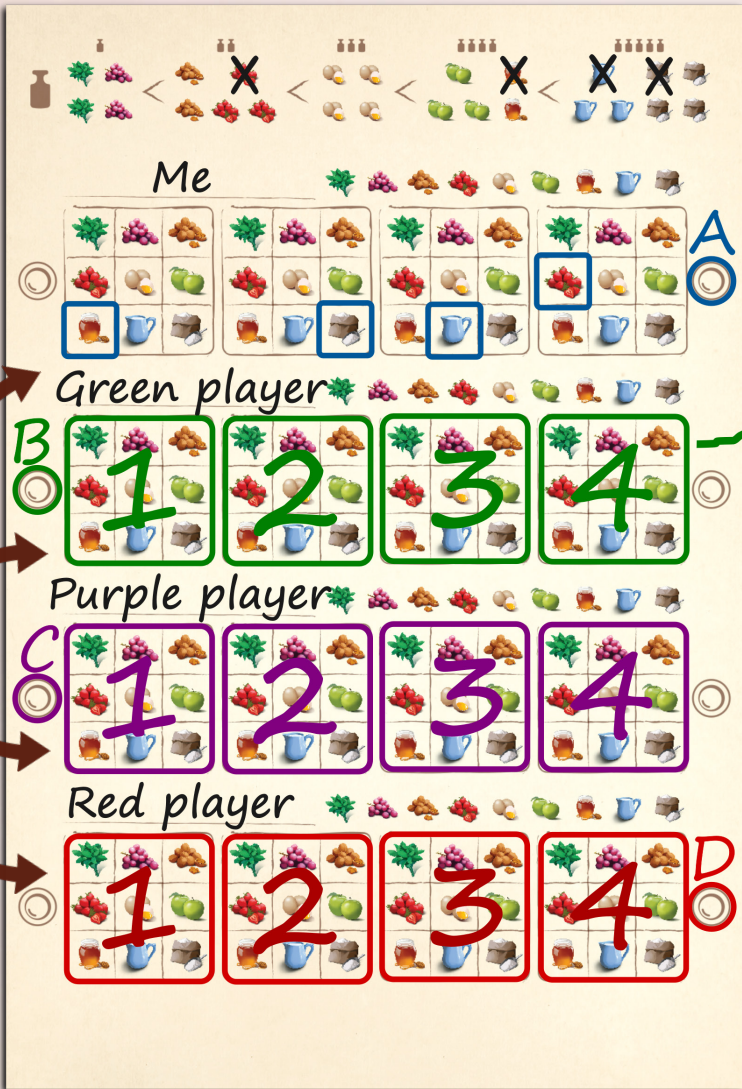 Me
A
Green player
B
1 2 3 4
Purple player
C
1 2 3 4
Red player
D
1 2 3 4